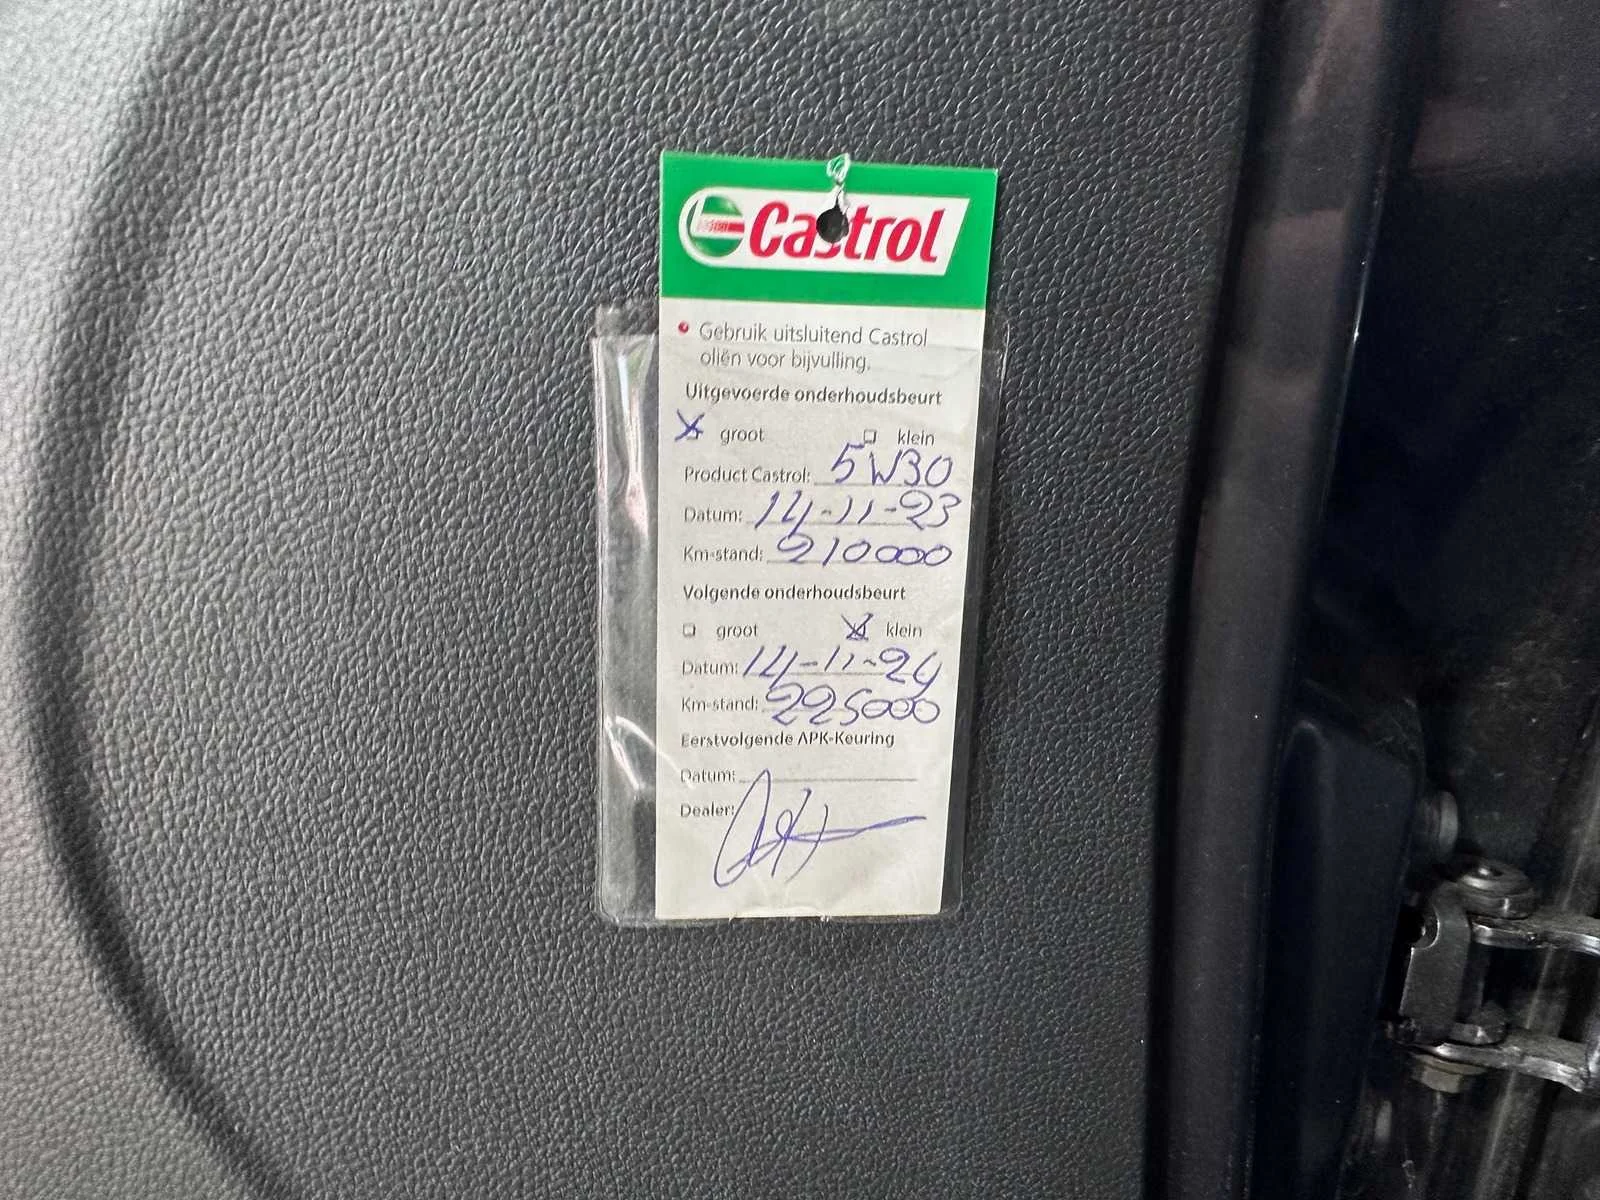 Castrol
Gebruik uitsluitend Castrol
oliën voor bijvulling.
Uitgevoerde onderhoudsbeurt
groot klein
Product Castrol: 5W30
Datum: 14-11-23
Km-stand: 210000
Volgende onderhoudsbeurt
groot klein
Datum: 14-11-24
Km-stand: 225000
Eerstvolgende APK-Keuring
Datum:
Dealer: